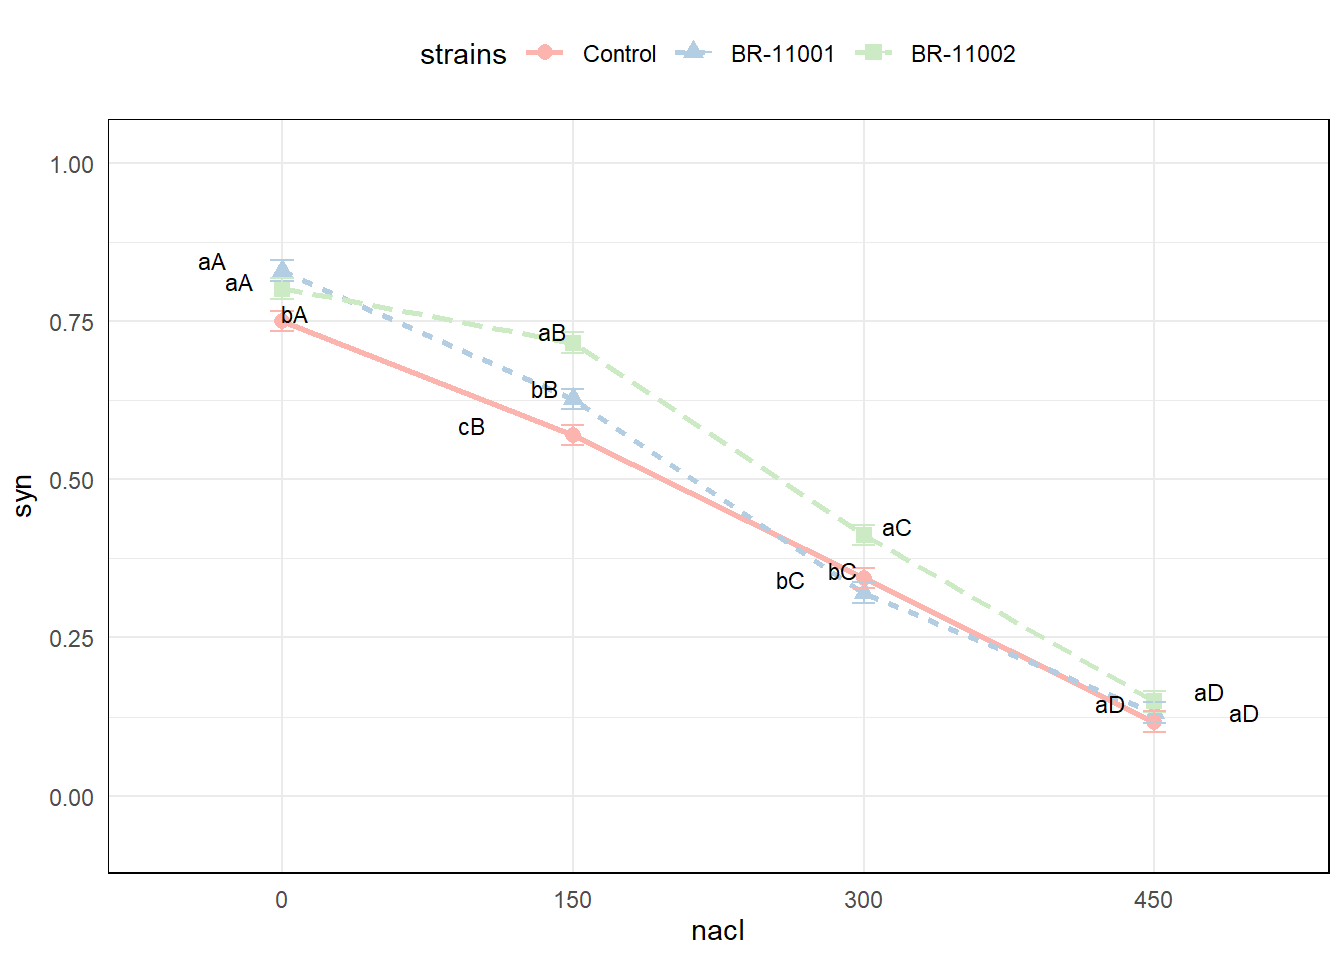 strains Control BR-11001 BR-11002
1.00
aA
aA
bA
0.75
aB
bB
cB
0.50
syn
aC
bC
bC
0.25
aD
aD
aD
0.00
0 150 300 450
nacl